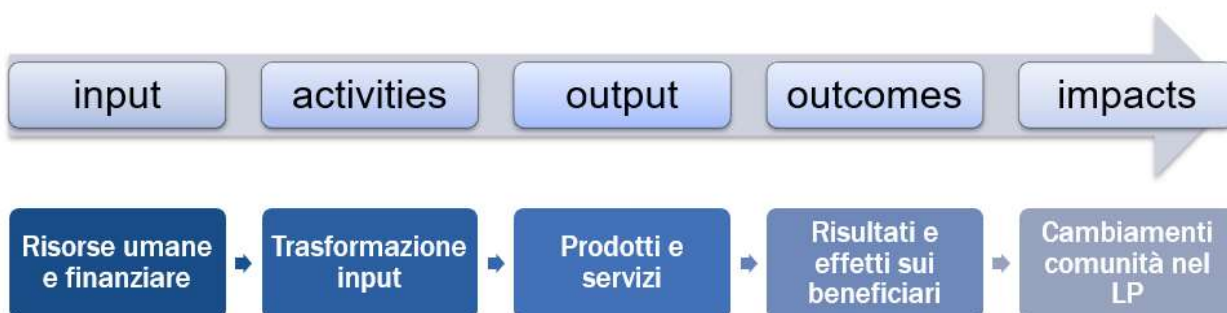 input
activities
output
outcomes
impacts
Risorse umane
e finanziare
Trasformazione
input
Prodotti e
servizi
Risultati e
effetti sui
beneficiari
Cambiamenti
comunità nel
LP